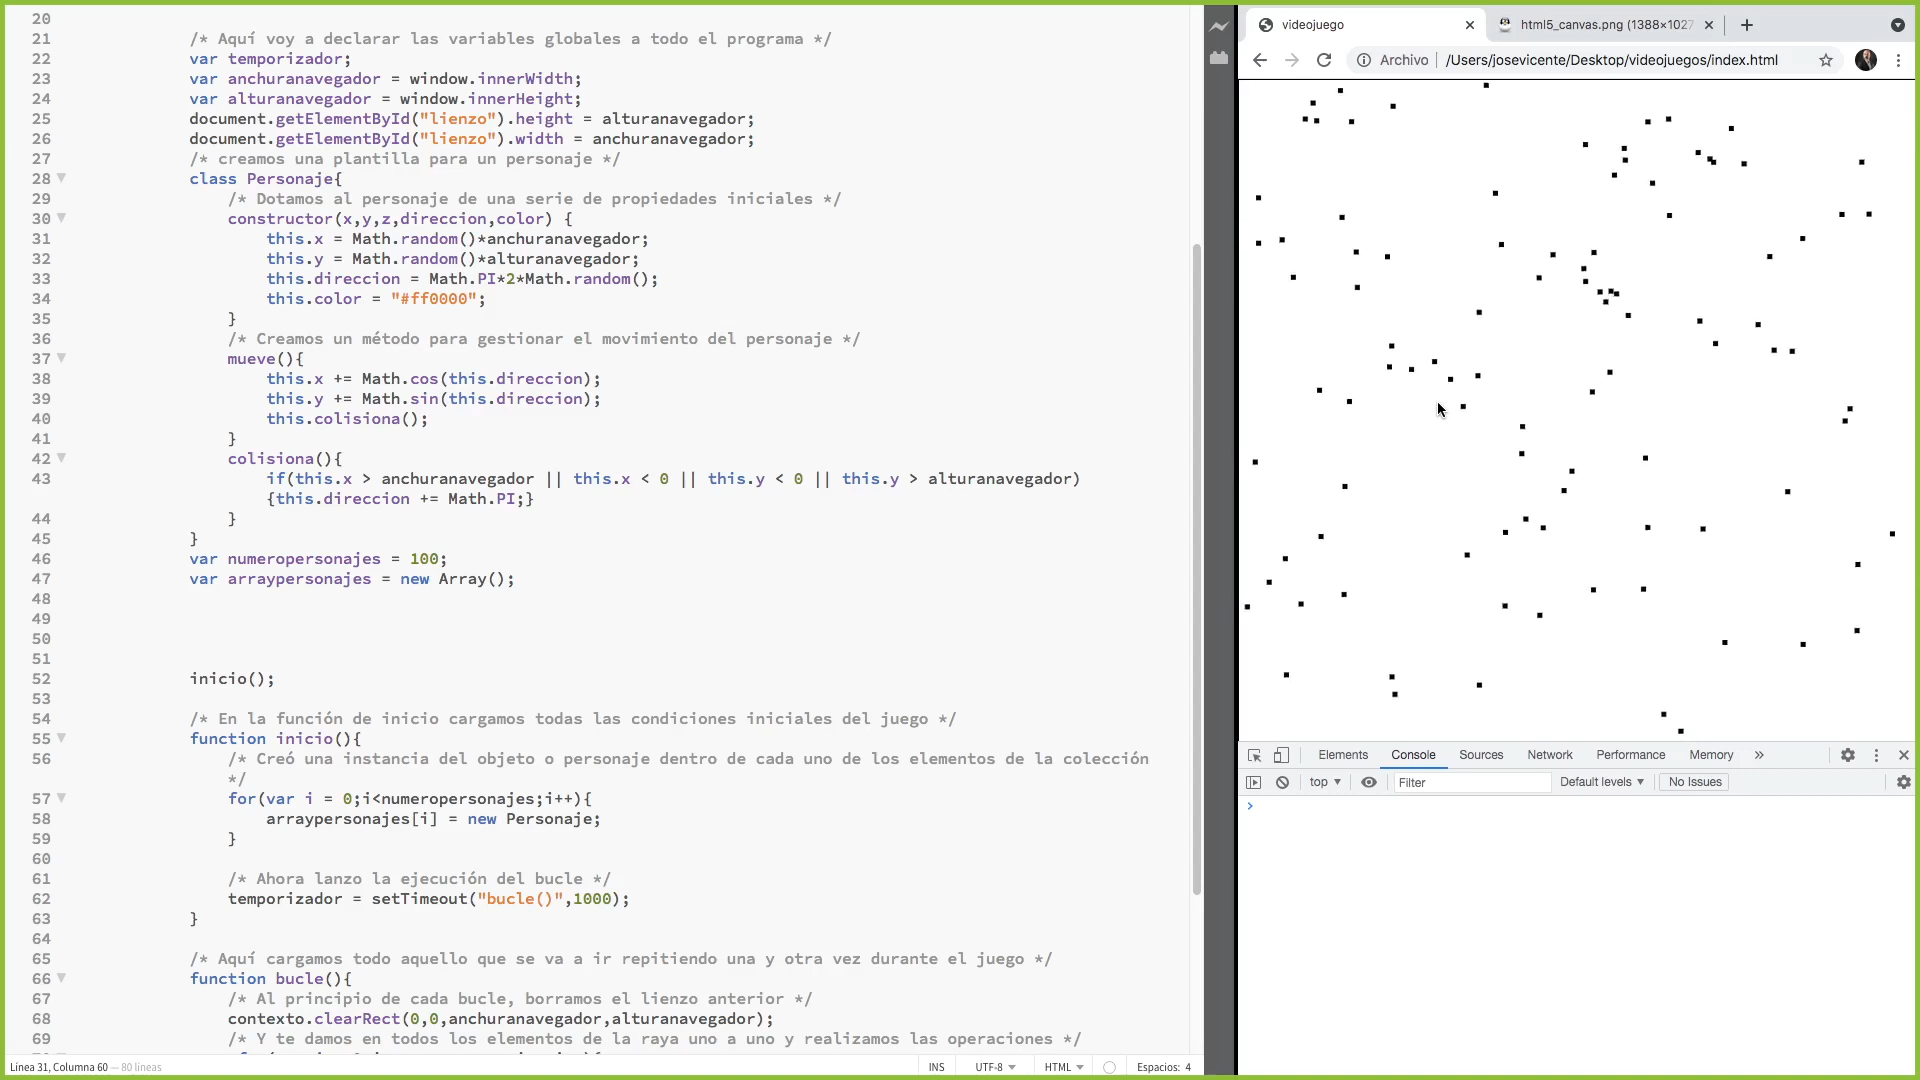 20
21 /* Aquí voy a declarar las variables globales a todo el programa */
22 var temporizador;
23 var anchuranavegador = window.innerWidth;
24 var alturanavegador = window.innerHeight;
25 document.getElementById("lienzo").height = alturanavegador;
26 document.getElementById("lienzo").width = anchuranavegador;
27 /* creamos una plantilla para un personaje */
28 class Personaje{
29 /* Dotamos al personaje de una serie de propiedades iniciales */
30 constructor(x,y,z,direccion,color) {
31 this.x = Math.random()*anchuranavegador;
32 this.y = Math.random()*alturanavegador;
33 this.direccion = Math.PI*2*Math.random();
34 this.color = "#ff0000";
35 }
36 /* Creamos un método para gestionar el movimiento del personaje */
37 mueve(){
38 this.x += Math.cos(this.direccion);
39 this.y += Math.sin(this.direccion);
40 this.colisiona();
41 }
42 colisiona(){
43 if(this.x > anchuranavegador || this.x < 0 || this.y < 0 || this.y > alturanavegador)
{this.direccion += Math.PI;}
44 }
45 }
46 var numeropersonajes = 100;
47 var arraypersonajes = new Array();
48
49
50
51
52 inicio();
53
54 /* En la función de inicio cargamos todas las condiciones iniciales del juego */
55 function inicio(){
56 /* Creó una instancia del objeto o personaje dentro de cada uno de los elementos de la colección
*/
57 for(var i = 0;i<numeropersonajes;i++){
58 arraypersonajes[i] = new Personaje;
59 }
60
61 /* Ahora lanzo la ejecución del bucle */
62 temporizador = setTimeout("bucle()",1000);
63 }
64
65 /* Aquí cargamos todo aquello que se va a ir repitiendo una y otra vez durante el juego */
66 function bucle(){
67 /* Al principio de cada bucle, borramos el lienzo anterior */
68 contexto.clearRect(0,0,anchuranavegador,alturanavegador);
69 /* Y te damos en todos los elementos de la raya uno a uno y realizamos las operaciones */
Línea 31, Columna 60 — 80 líneas
INS UTF-8 HTML Espacios: 4
videojuego
html5_canvas.png (1388×1027
Archivo /Users/josevicente/Desktop/videojuegos/index.html
Elements Console Sources Network Performance Memory
top Filter Default levels No Issues